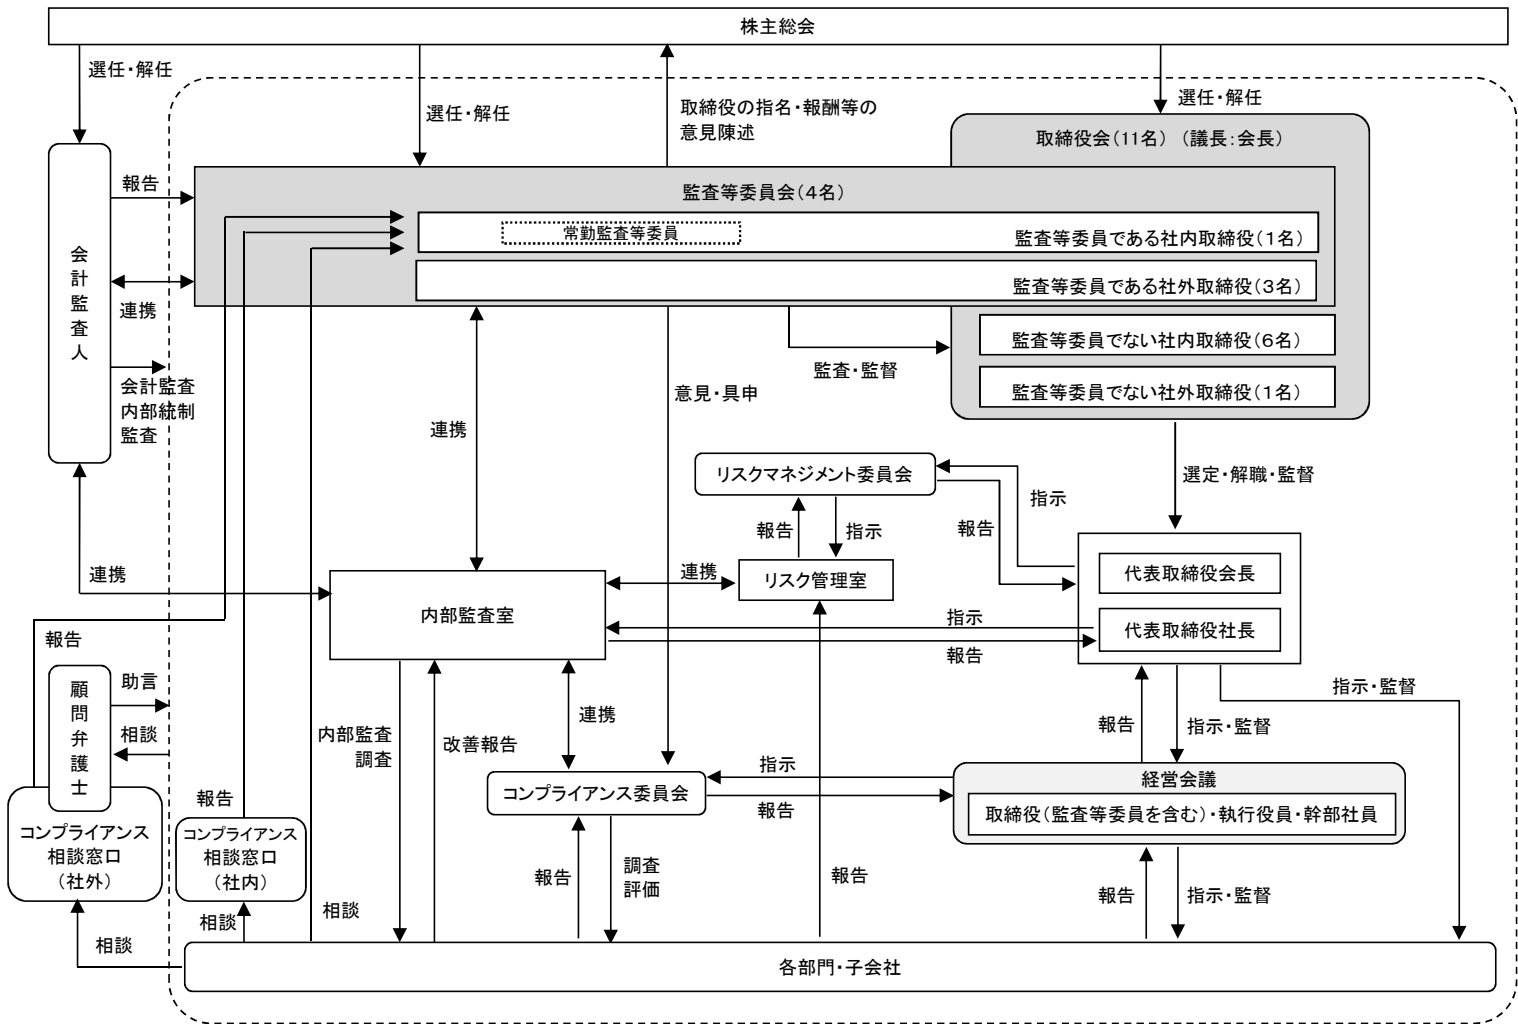 株主総会
選任・解任
選任・解任
取締役の指名・報酬等の
意見陳述
選任・解任
取締役会(11名) (議長:会長)
報告
監査等委員会(4名)
常勤監査等委員
監査等委員である社内取締役(1名)
会計監査人
連携
監査等委員である社外取締役(3名)
監査等委員でない社内取締役(6名)
監査・監督
会計監査
内部統制
監査
意見・具申
監査等委員でない社外取締役(1名)
連携
リスクマネジメント委員会
選定・解職・監督
指示
報告
報告
指示
連携
連携
リスク管理室
代表取締役会長
内部監査室
指示
代表取締役社長
報告
報告
助言
顧問弁護士
相談
内部監査
調査
改善報告
連携
報告
指示・監督
指示・監督
指示
経営会議
コンプライアンス委員会
報告
取締役(監査等委員を含む)・執行役員・幹部社員
報告
コンプライアンス
相談窓口
(社外)
コンプライアンス
相談窓口
(社内)
報告
調査
評価
報告
報告
指示・監督
相談
相談
相談
各部門・子会社